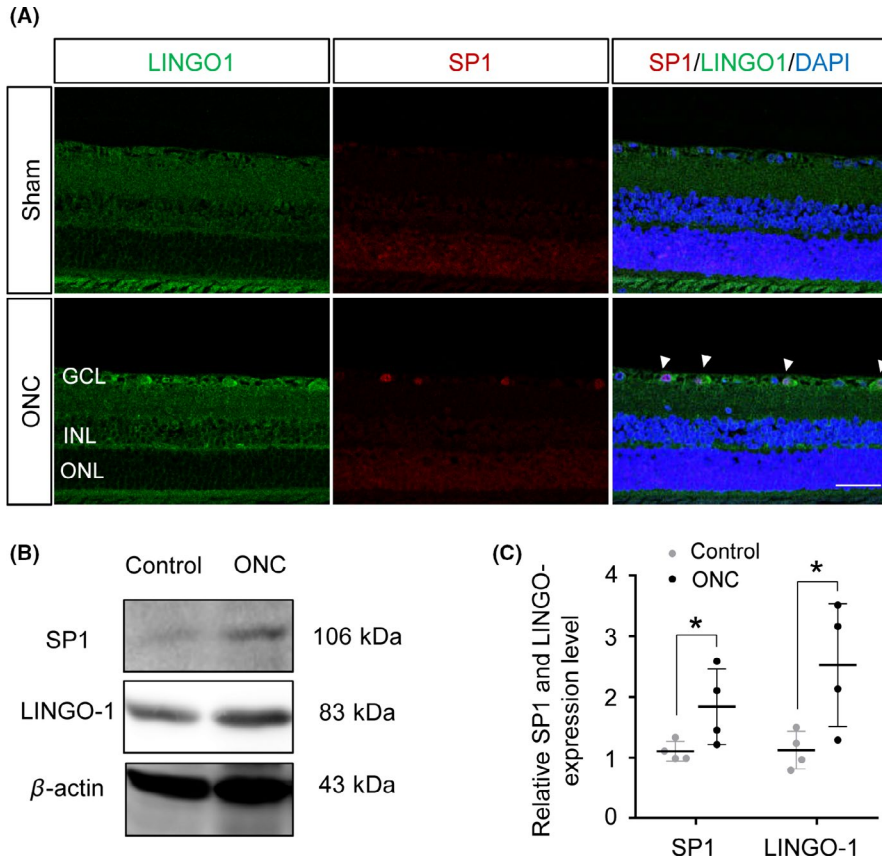 (A)
LINGO1
SP1
SP1/LINGO1/DAPI
Sham
ONC
GCL
INL
ONL
(B)
Control
ONC
SP1
106 kDa
LINGO-1
83 kDa
β-actin
43 kDa
(C)
Control
ONC
Relative SP1 and LINGO-
expression level
4
3
2
1
0
*
*
SP1
LINGO-1